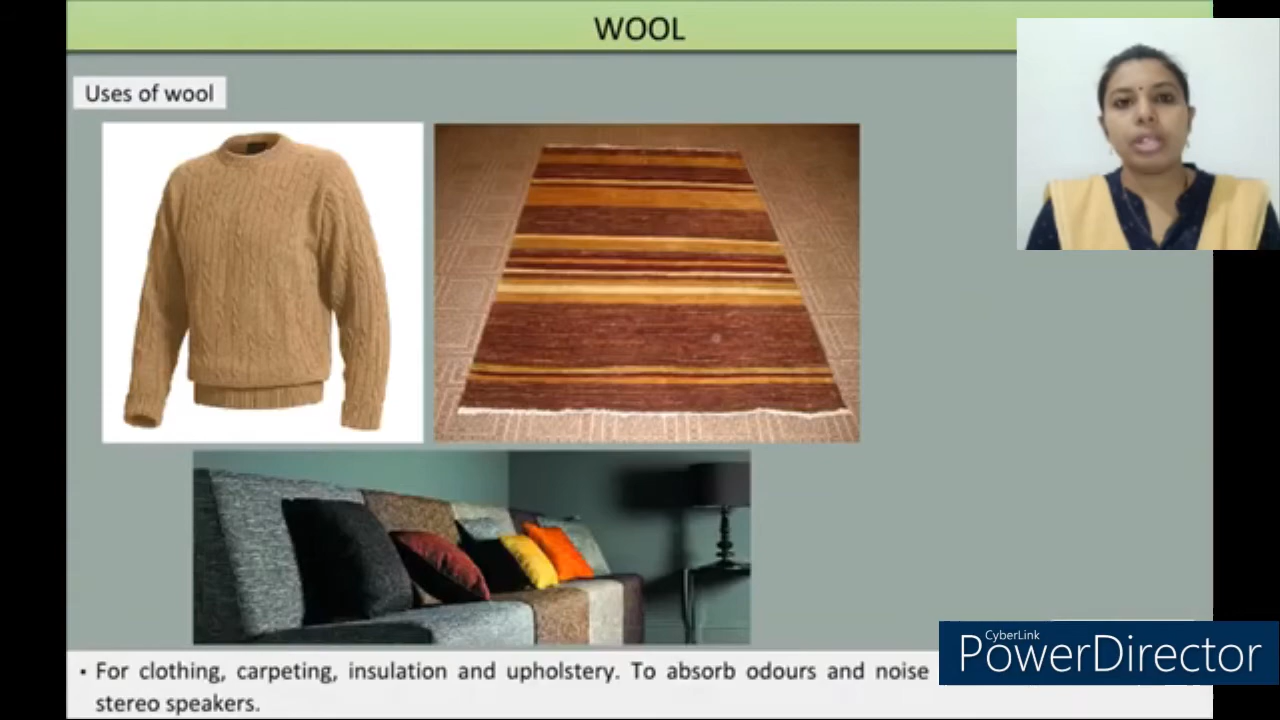 WOOL
Uses of wool
• For clothing, carpeting, insulation and upholstery. To absorb odours and noise
stereo speakers.
CyberLink
PowerDirector